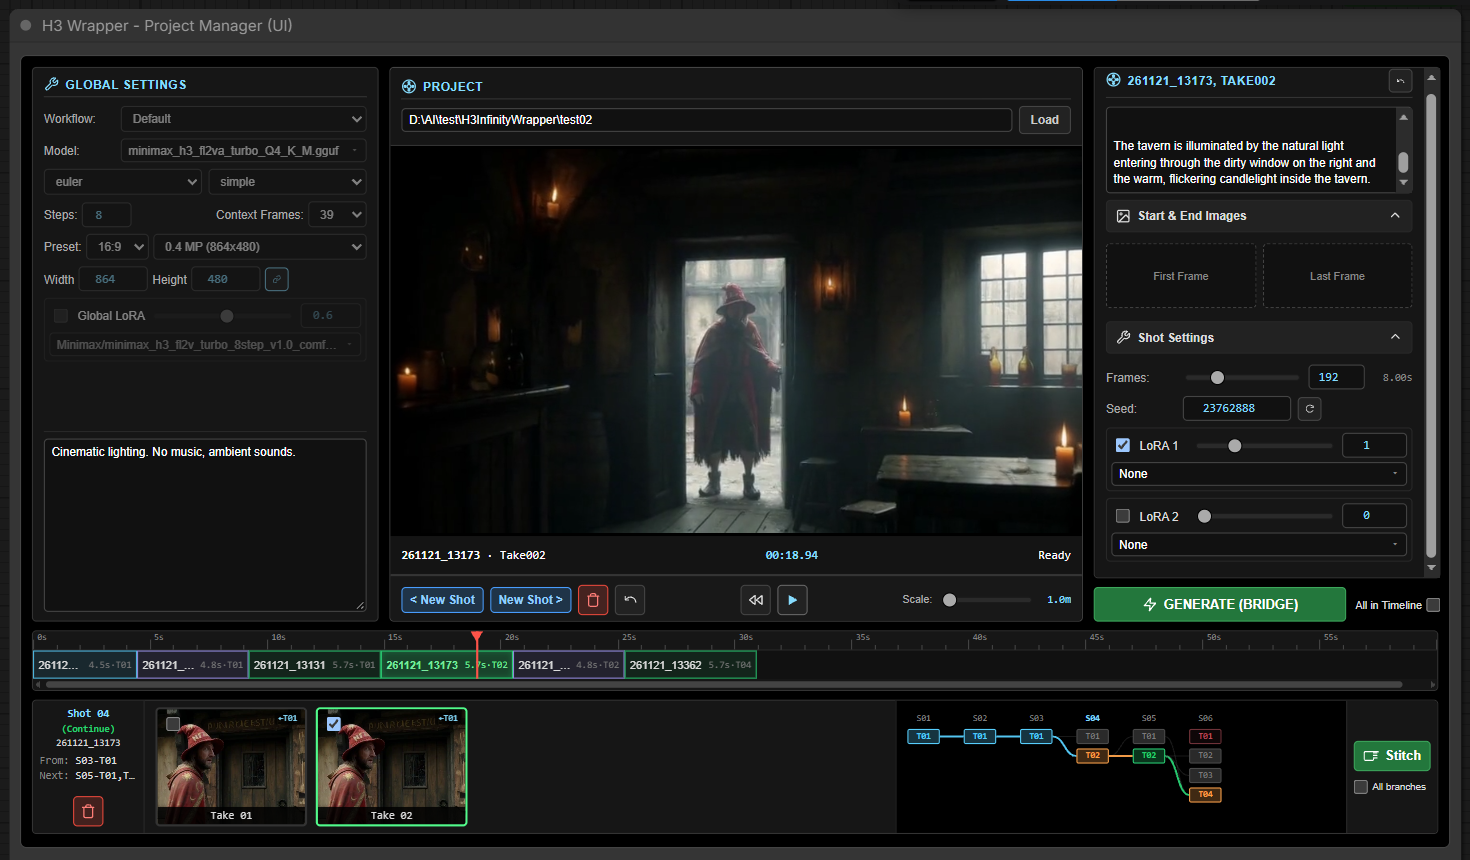 H3 Wrapper - Project Manager (UI)
GLOBAL SETTINGS
Workflow: Default
Model: minimax_h3_fl2va_turbo_Q4_K_M.gguf
euler simple
Steps: 8 Context Frames: 39
Preset: 16:9 0.4 MP (864x480)
Width 864 Height 480
Global LoRA 0.6
Minimax/minimax_h3_fl2v_turbo_8step_v1.0_comf...
Cinematic lighting. No music, ambient sounds.
PROJECT
D:\AI\test\H3InfinityWrapper\test02 Load
261121_13173 · Take002 00:18.94 Ready
< New Shot New Shot > Scale: 1.0m
261121_13173, TAKE002
The tavern is illuminated by the natural light
entering through the dirty window on the right and
the warm, flickering candlelight inside the tavern.
Start & End Images
First Frame Last Frame
Shot Settings
Frames: 192 8.00s
Seed: 23762888
LoRA 1 1
None
LoRA 2 0
None
GENERATE (BRIDGE) All in Timeline
0s 5s 10s 15s 20s 25s 30s 35s 40s 45s 50s 55s
26112... 4.5s·T01 261121_... 4.8s·T01 261121_13131 5.7s·T01 261121_13173 5.7s·T02 261121_... 4.8s·T02 261121_13362 5.7s·T04
Shot 04
(Continue)
261121_13173
From: S03-T01
Next: S05-T01,T...
←T01
Take 01
←T01
Take 02
S01 S02 S03 S04 S05 S06
T01 T01 T01 T01 T01 T01
T02 T02 T02
T03
T04
Stitch
All branches